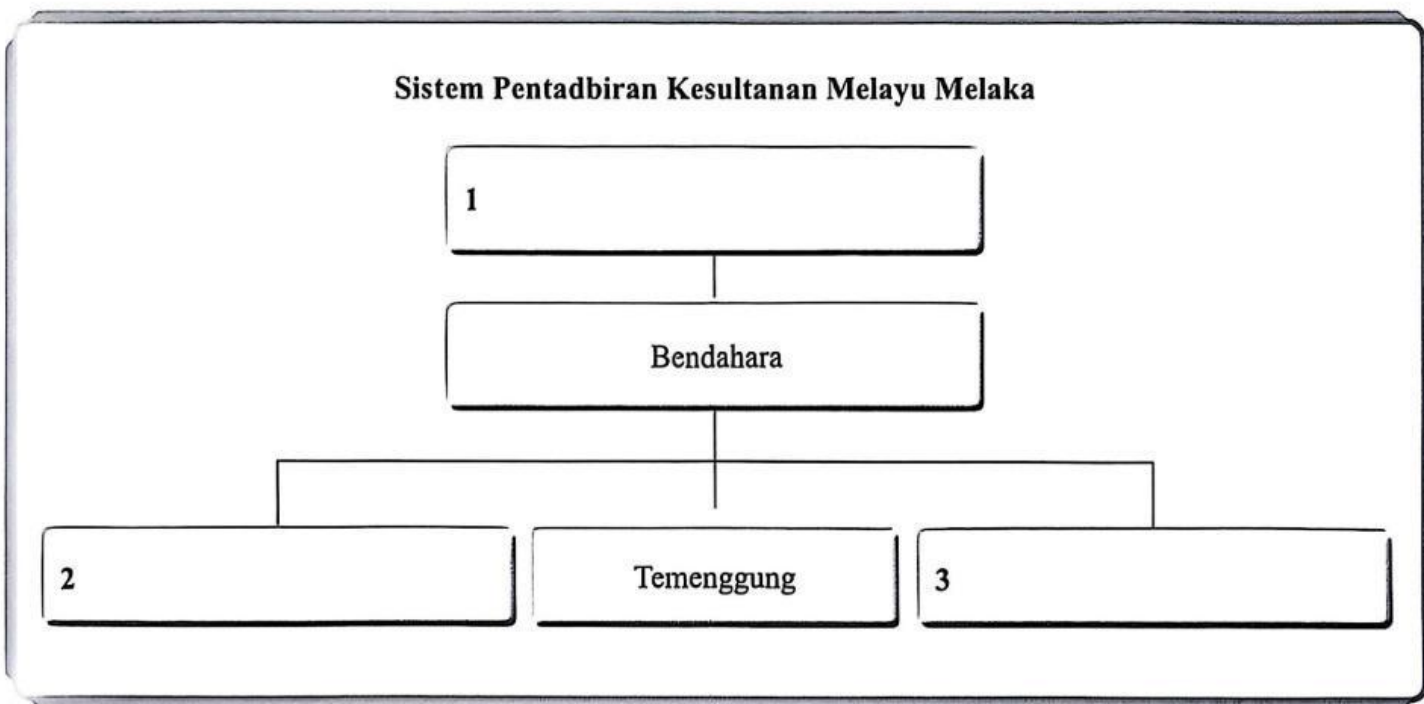 Sistem Pentadbiran Kesultanan Melayu Melaka
1
Bendahara
2
Temenggung
3